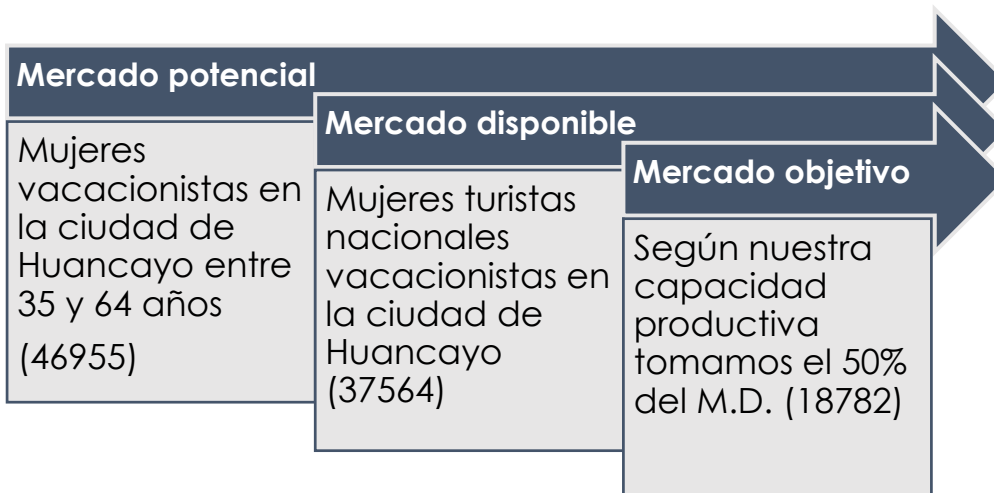 Mercado potencial
Mujeres
vacacionistas en
la ciudad de
Huancayo entre
35 y 64 años
(46955)
Mercado disponible
Mujeres turistas
nacionales
vacacionistas en
la ciudad de
Huancayo
(37564)
Mercado objetivo
Según nuestra
capacidad
productiva
tomamos el 50%
del M.D. (18782)